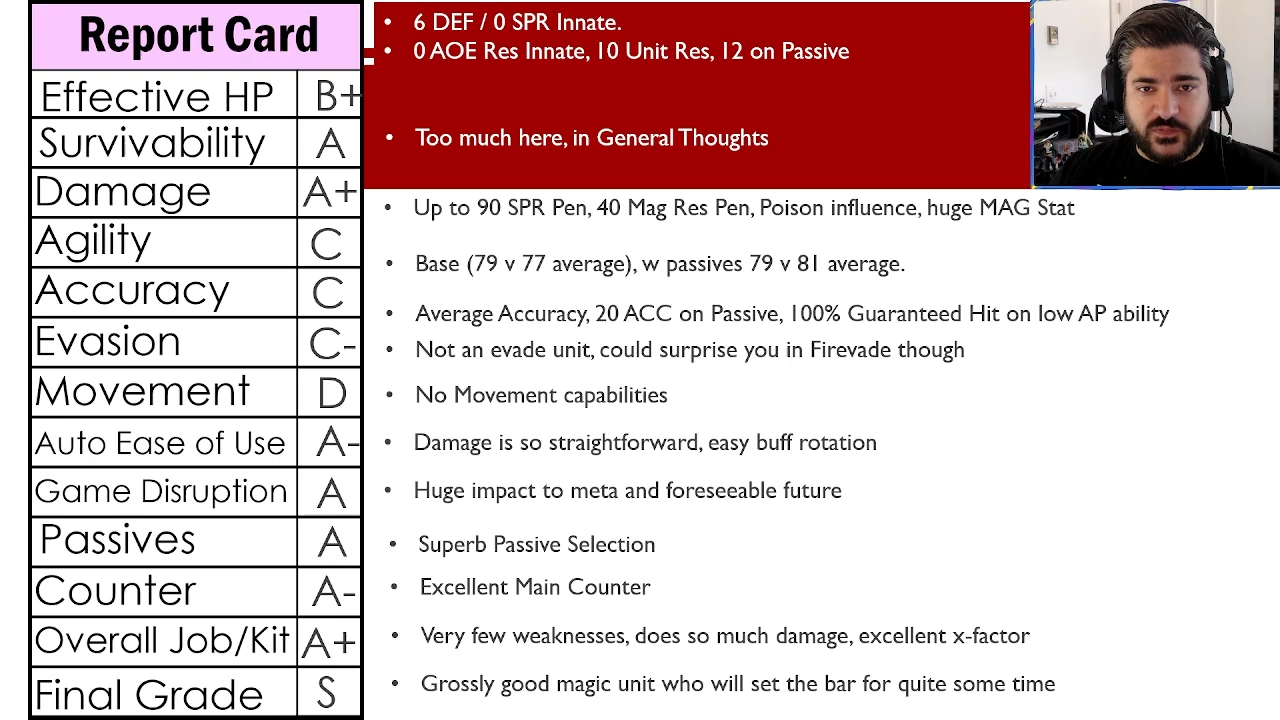 Report Card
• 6 DEF / 0 SPR Innate.
• 0 AOE Res Innate, 10 Unit Res, 12 on Passive
Effective HP B+
Survivability A
• Too much here, in General Thoughts
Damage A+
• Up to 90 SPR Pen, 40 Mag Res Pen, Poison influence, huge MAG Stat
Agility C
• Base (79 v 77 average), w passives 79 v 81 average.
Accuracy C
• Average Accuracy, 20 ACC on Passive, 100% Guaranteed Hit on low AP ability
Evasion C-
• Not an evade unit, could surprise you in Firevade though
Movement D
• No Movement capabilities
Auto Ease of Use A-
• Damage is so straightforward, easy buff rotation
Game Disruption A
• Huge impact to meta and foreseeable future
Passives A
• Superb Passive Selection
Counter A-
• Excellent Main Counter
Overall Job/Kit A+
• Very few weaknesses, does so much damage, excellent x-factor
Final Grade S
• Grossly good magic unit who will set the bar for quite some time